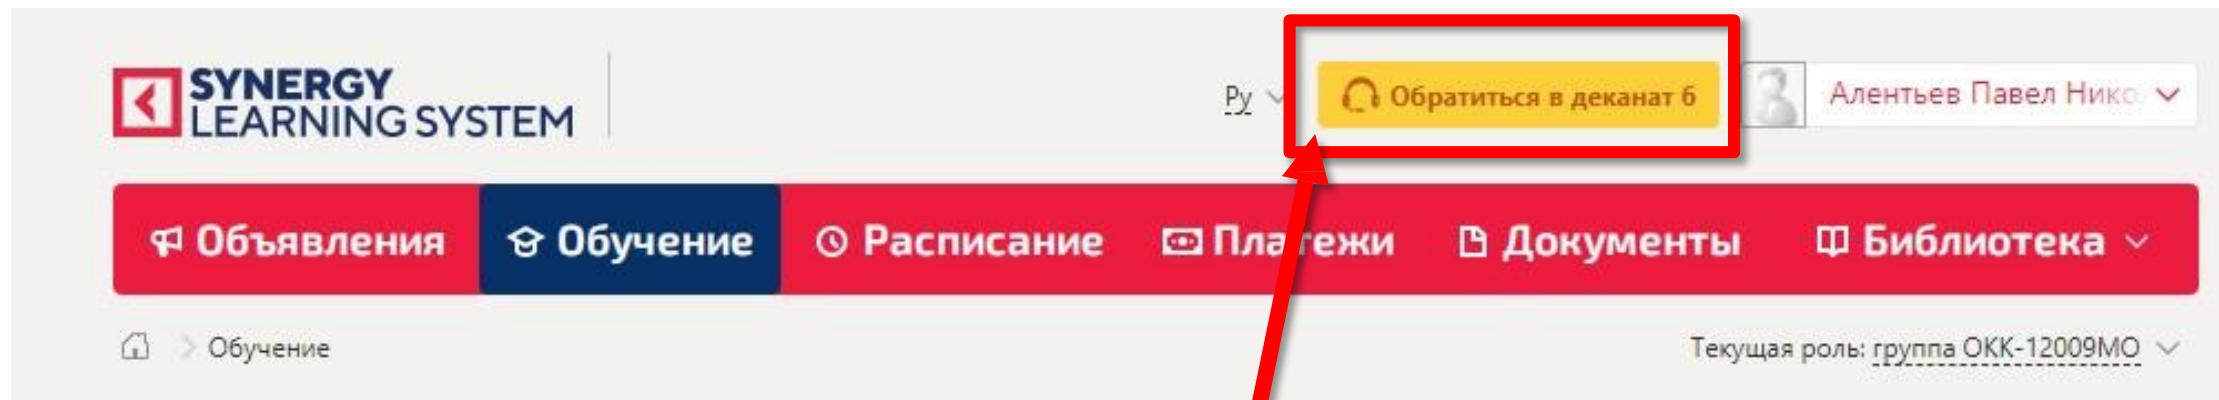 SYNERGY
LEARNING SYSTEM
Ру
Обратиться в деканат 6
Алентьев Павел Нико
Объявления Обучение Расписание Платежи Документы Библиотека
Обучение
Текущая роль: группа ОКК-12009МО